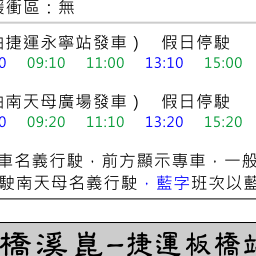 緩衝區：無
由捷運永寧站發車） 假日停駛
0 09:10 11:00 13:10 15:00
由南天母廣場發車） 假日停駛
0 09:20 11:10 13:20 15:20
車名義行駛，前方顯示專車，一般
駛南天母名義行駛，藍字班次以藍
橋溪崑–捷運板橋站